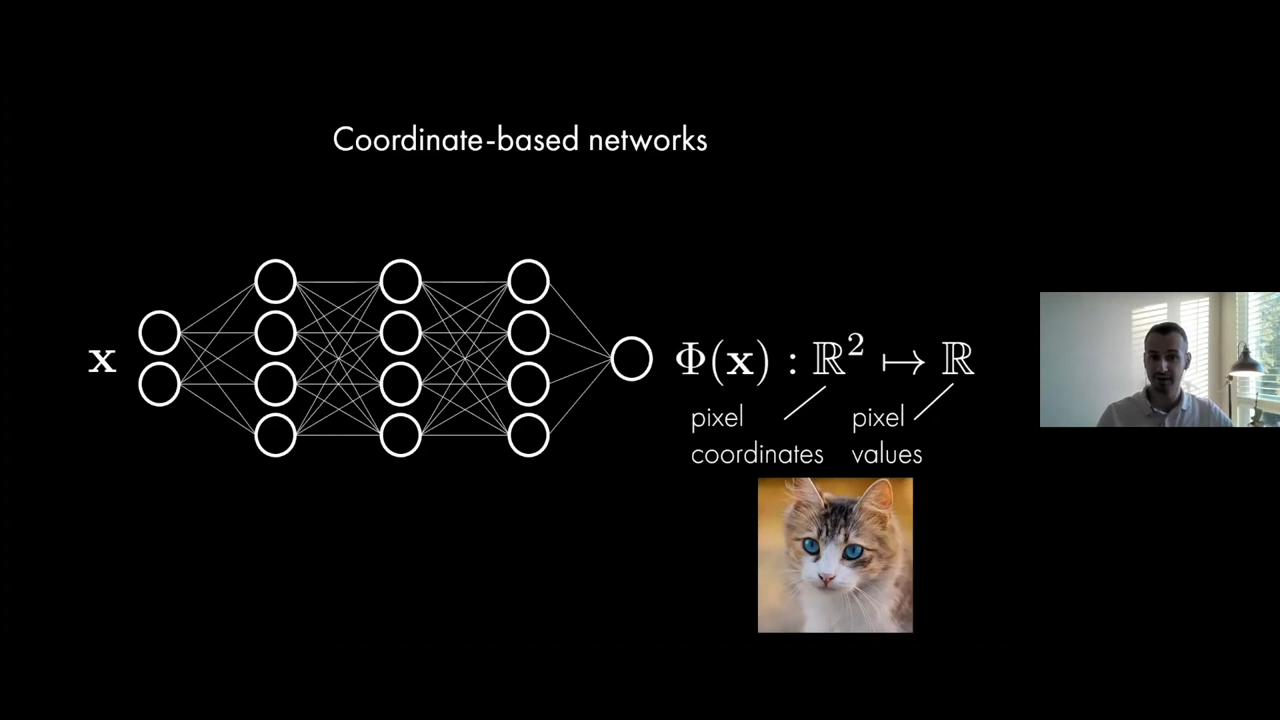 Coordinate-based networks
x
Φ(x) : ℝ² ↦ ℝ
pixel coordinates
pixel values